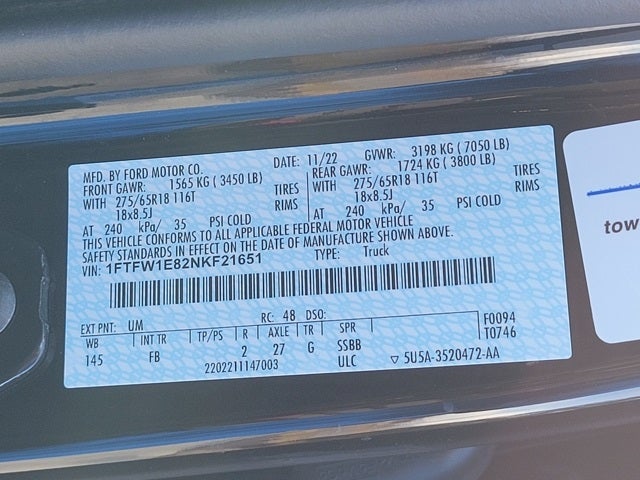 MFD. BY FORD MOTOR CO. DATE: 11/22 GVWR: 3198 KG ( 7050 LB)
FRONT GAWR: 1565 KG ( 3450 LB) REAR GAWR: 1724 KG ( 3800 LB)
WITH 275/65R18 116T TIRES WITH 275/65R18 116T TIRES
18x8.5J RIMS 18x8.5J RIMS
AT 240 kPa/ 35 PSI COLD AT 240 kPa/ 35 PSI COLD
THIS VEHICLE CONFORMS TO ALL APPLICABLE FEDERAL MOTOR VEHICLE
SAFETY STANDARDS IN EFFECT ON THE DATE OF MANUFACTURE SHOWN ABOVE.
VIN: 1FTFW1E82NKF21651 TYPE: Truck
EXT PNT: UM RC: 48 DSO: F0094
WB INT TR TP/PS R AXLE TR SPR T0746
145 FB 2 27 G SSBB
2202211147003 ULC ▽ 5U5A-3520472-AA
tow